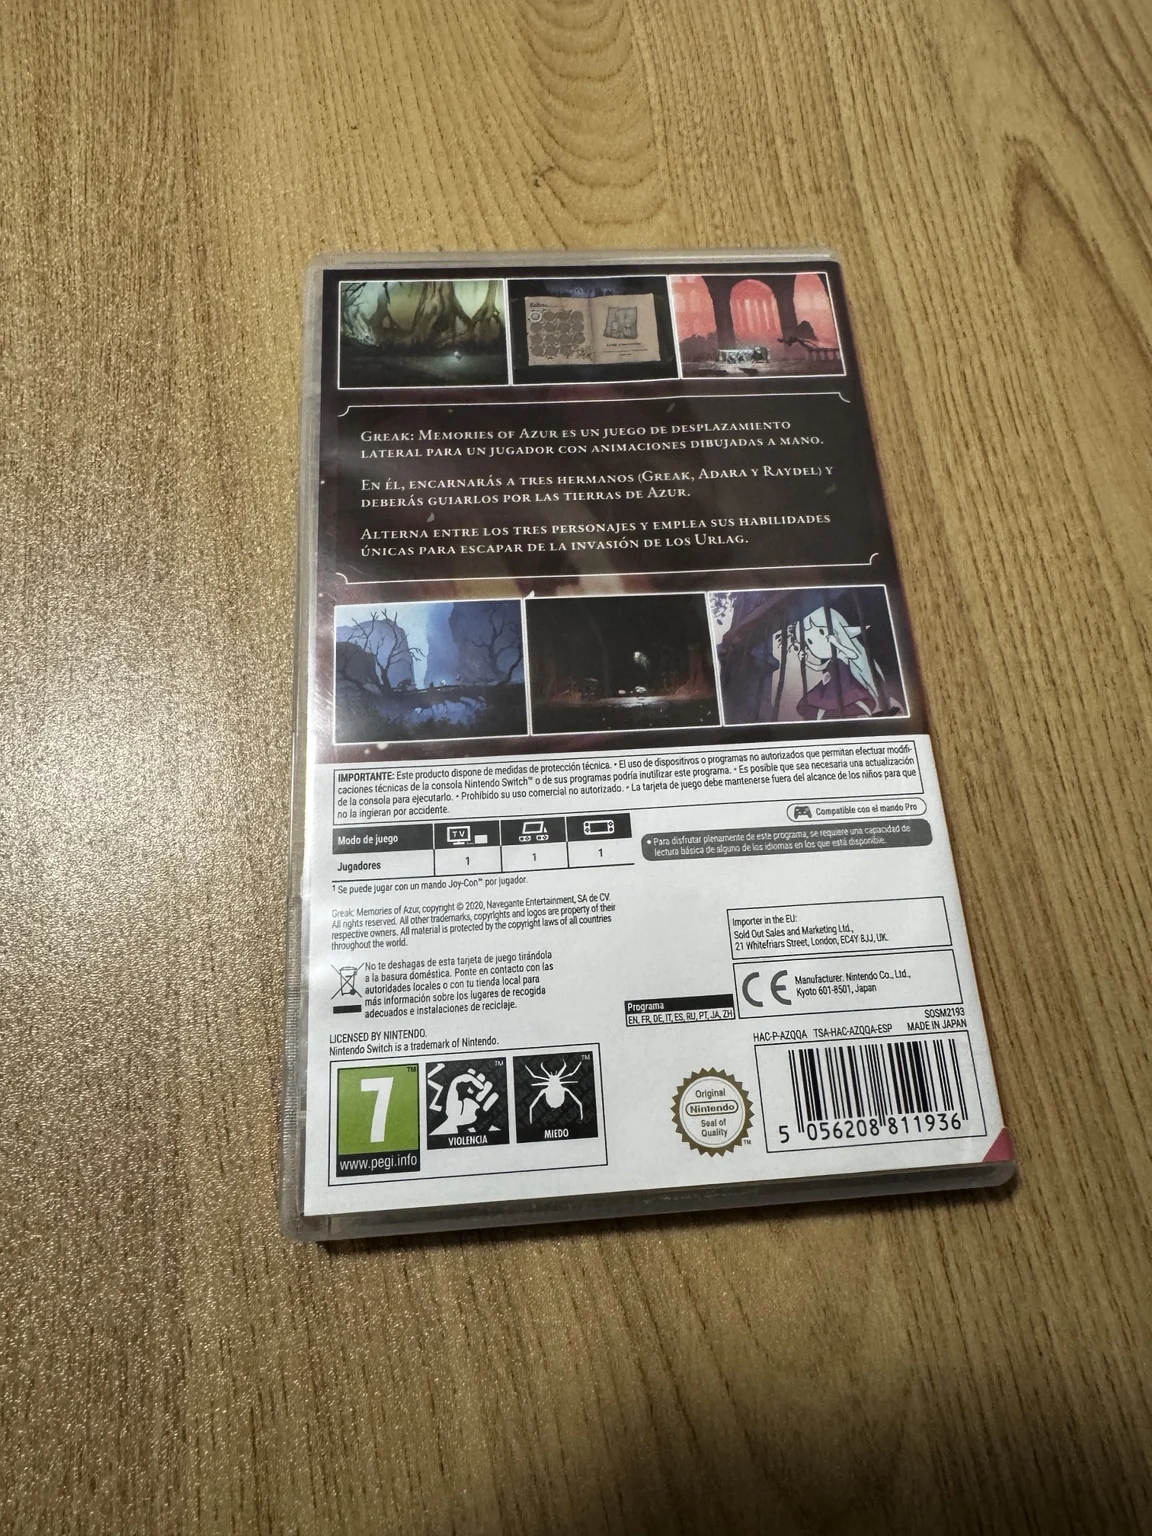 GREAK: MEMORIES OF AZUR ES UN JUEGO DE DESPLAZAMIENTO
LATERAL PARA UN JUGADOR CON ANIMACIONES DIBUJADAS A MANO.
EN ÉL, ENCARNARÁS A TRES HERMANOS (GREAK, ADARA Y RAYDEL) Y
DEBERÁS GUIARLOS POR LAS TIERRAS DE AZUR.
ALTERNA ENTRE LOS TRES PERSONAJES Y EMPLEA SUS HABILIDADES
ÚNICAS PARA ESCAPAR DE LA INVASIÓN DE LOS URLAG.
IMPORTANTE: Este producto dispone de medidas de protección técnica. • El uso de dispositivos o programas no autorizados que permitan efectuar modifi-
caciones técnicas de la consola Nintendo Switch™ o de sus programas podría inutilizar este programa. • Es posible que sea necesaria una actualización
de la consola para ejecutarlo. • Prohibido su uso comercial no autorizado. • La tarjeta de juego debe mantenerse fuera del alcance de los niños para que
no la ingieran por accidente.
Compatible con el mando Pro
Modo de juego
TV
Jugadores 1 1 1
• Para disfrutar plenamente de este programa, se requiere una capacidad de
lectura básica de alguno de los idiomas en los que está disponible.
¹ Se puede jugar con un mando Joy-Con™ por jugador.
Greak: Memories of Azur, copyright © 2020, Navegante Entertainment, SA de CV.
All rights reserved. All other trademarks, copyrights and logos are property of their
respective owners. All material is protected by the copyright laws of all countries
throughout the world.
Importer in the EU:
Sold Out Sales and Marketing Ltd.,
21 Whitefriars Street, London, EC4Y 8JJ, UK.
No te deshagas de esta tarjeta de juego tirándola
a la basura doméstica. Ponte en contacto con las
autoridades locales o con tu tienda local para
más información sobre los lugares de recogida
adecuados e instalaciones de reciclaje.
CE
Manufacturer: Nintendo Co., Ltd.,
Kyoto 601-8501, Japan
Programa
EN, FR, DE, IT, ES, RU, PT, JA, ZH
SOSM2193
HAC-P-AZQQA TSA-HAC-AZQQA-ESP MADE IN JAPAN
LICENSED BY NINTENDO.
Nintendo Switch is a trademark of Nintendo.
7™
www.pegi.info
VIOLENCIA
™
MIEDO
™
Original
Nintendo
Seal of
Quality
™
5 056208 811936